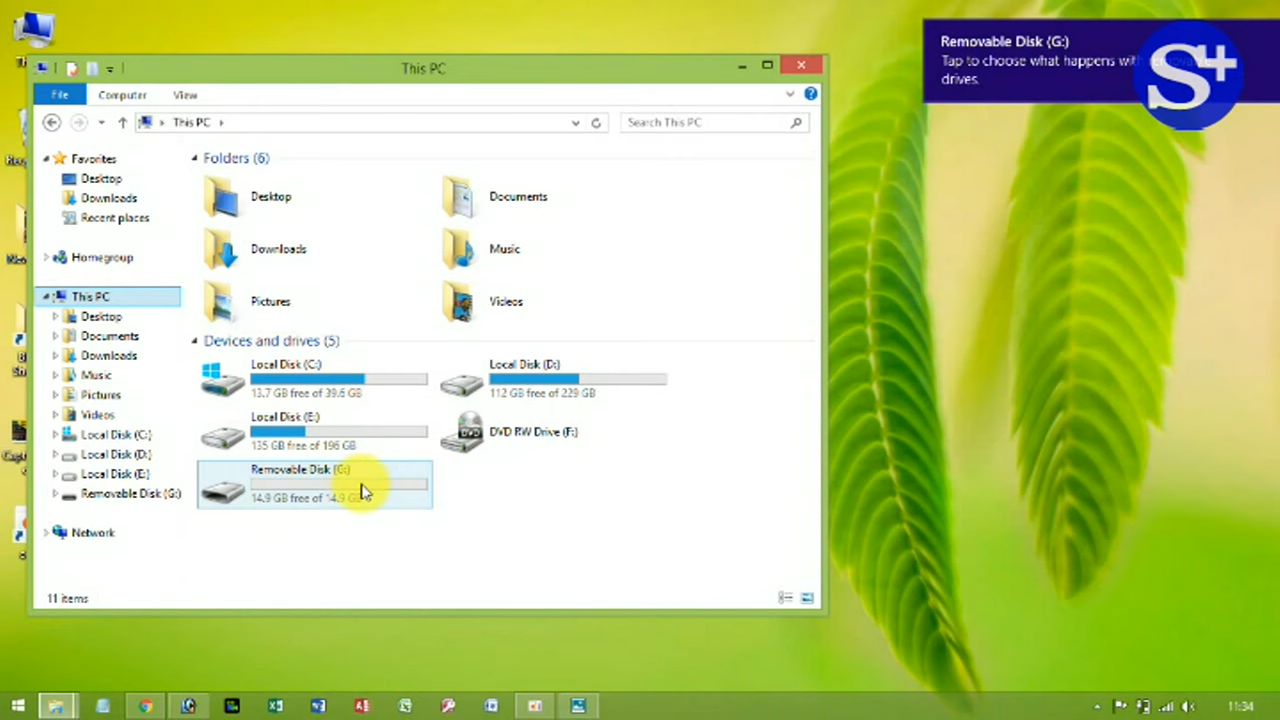 Removable Disk (G:)
Tap to choose what happens with
drives.
S+
This PC
File Computer View
This PC
Search This PC
Favorites
Desktop
Downloads
Recent places
Homegroup
This PC
Desktop
Documents
Downloads
Music
Pictures
Videos
Local Disk (C:)
Local Disk (D:)
Local Disk (E:)
Removable Disk (G:)
Network
Folders (6)
Desktop
Documents
Downloads
Music
Pictures
Videos
Devices and drives (5)
Local Disk (C:)
13.7 GB free of 39.6 GB
Local Disk (D:)
112 GB free of 229 GB
Local Disk (E:)
135 GB free of 196 GB
DVD RW Drive (F:)
Removable Disk (G:)
14.9 GB free of 14.9 GB
11 items
11:34